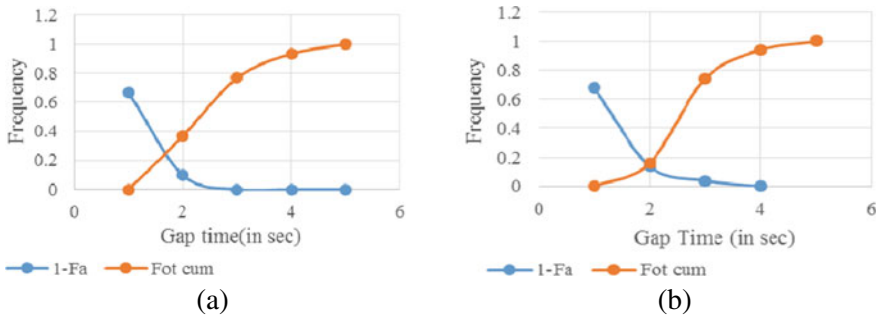 1.2
1
0.8
0.6
0.4
0.2
0
Frequency
0 2 4 6
Gap time(in sec)
1-Fa Fot cum
(a)
1.2
1
0.8
0.6
0.4
0.2
0
Frequency
0 2 4 6
Gap Time (in sec)
1-Fa Fot cum
(b)